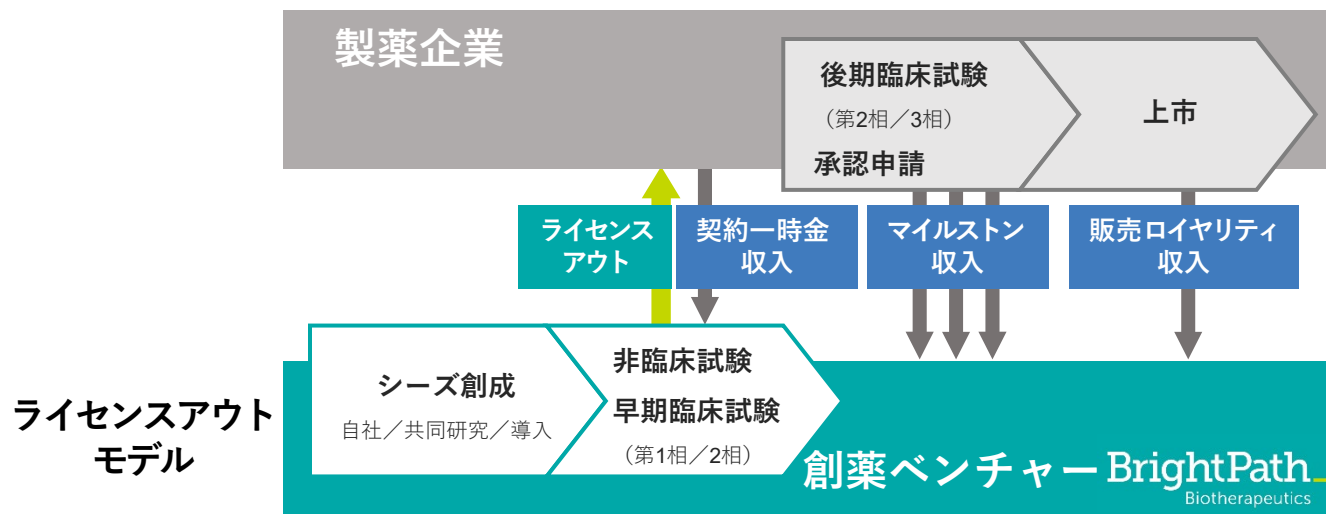 製薬企業
後期臨床試験
（第2相／3相）
承認申請
上市
ライセンス
アウト
契約一時金
収入
マイルストン
収入
販売ロイヤリティ
収入
シーズ創成
自社／共同研究／導入
非臨床試験
早期臨床試験
（第1相／2相）
ライセンスアウト
モデル
創薬ベンチャー
BrightPath
Biotherapeutics